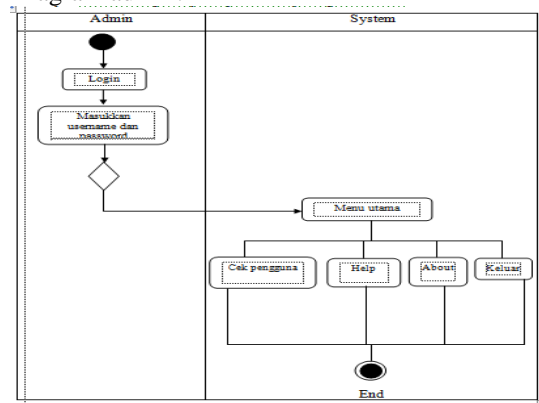 Admin
System
Login
Masukkan
username dan
password
Menu utama
Cek pengguna
Help
About
Keluar
End